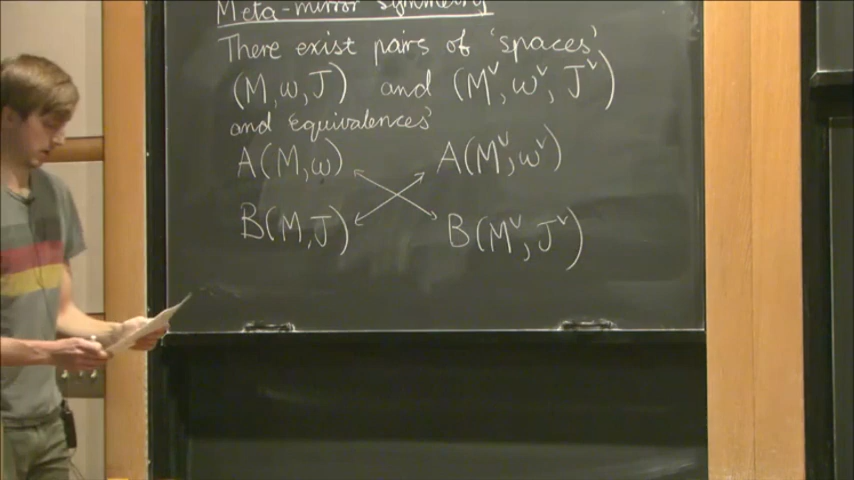 Meta-mirror symmetry
There exist pairs of 'spaces'
(M, ω, J) and (M^∨, ω^∨, J^∨)
and 'equivalences'
A(M, ω) A(M^∨, ω^∨)
B(M, J) B(M^∨, J^∨)